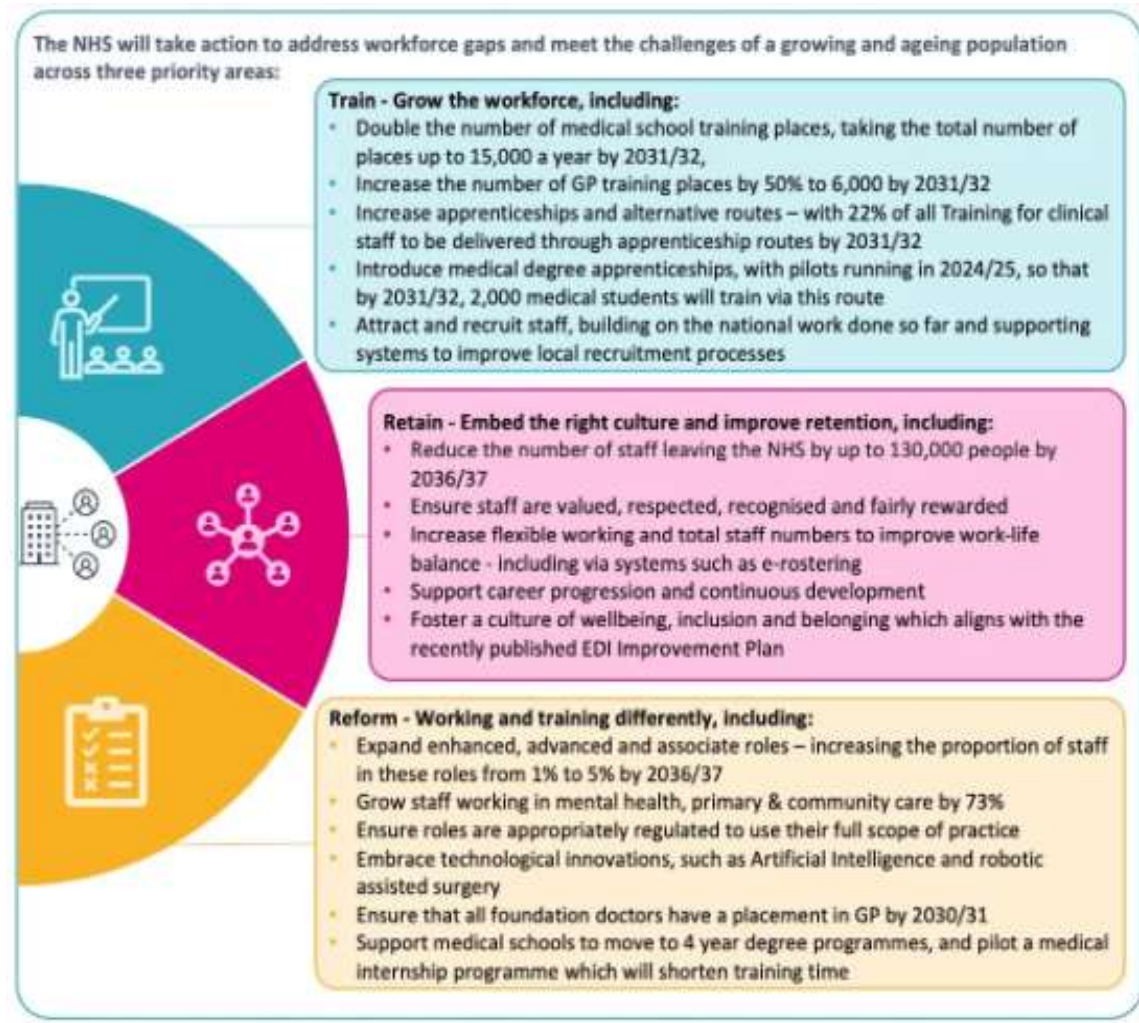 The NHS will take action to address workforce gaps and meet the challenges of a growing and ageing population
across three priority areas:
Train - Grow the workforce, including:
• Double the number of medical school training places, taking the total number of
places up to 15,000 a year by 2031/32,
• Increase the number of GP training places by 50% to 6,000 by 2031/32
• Increase apprenticeships and alternative routes – with 22% of all Training for clinical
staff to be delivered through apprenticeship routes by 2031/32
• Introduce medical degree apprenticeships, with pilots running in 2024/25, so that
by 2031/32, 2,000 medical students will train via this route
• Attract and recruit staff, building on the national work done so far and supporting
systems to improve local recruitment processes
Retain - Embed the right culture and improve retention, including:
• Reduce the number of staff leaving the NHS by up to 130,000 people by
2036/37
• Ensure staff are valued, respected, recognised and fairly rewarded
• Increase flexible working and total staff numbers to improve work-life
balance - including via systems such as e-rostering
• Support career progression and continuous development
• Foster a culture of wellbeing, inclusion and belonging which aligns with the
recently published EDI Improvement Plan
Reform - Working and training differently, including:
• Expand enhanced, advanced and associate roles – increasing the proportion of staff
in these roles from 1% to 5% by 2036/37
• Grow staff working in mental health, primary & community care by 73%
• Ensure roles are appropriately regulated to use their full scope of practice
• Embrace technological innovations, such as Artificial Intelligence and robotic
assisted surgery
• Ensure that all foundation doctors have a placement in GP by 2030/31
• Support medical schools to move to 4 year degree programmes, and pilot a medical
internship programme which will shorten training time